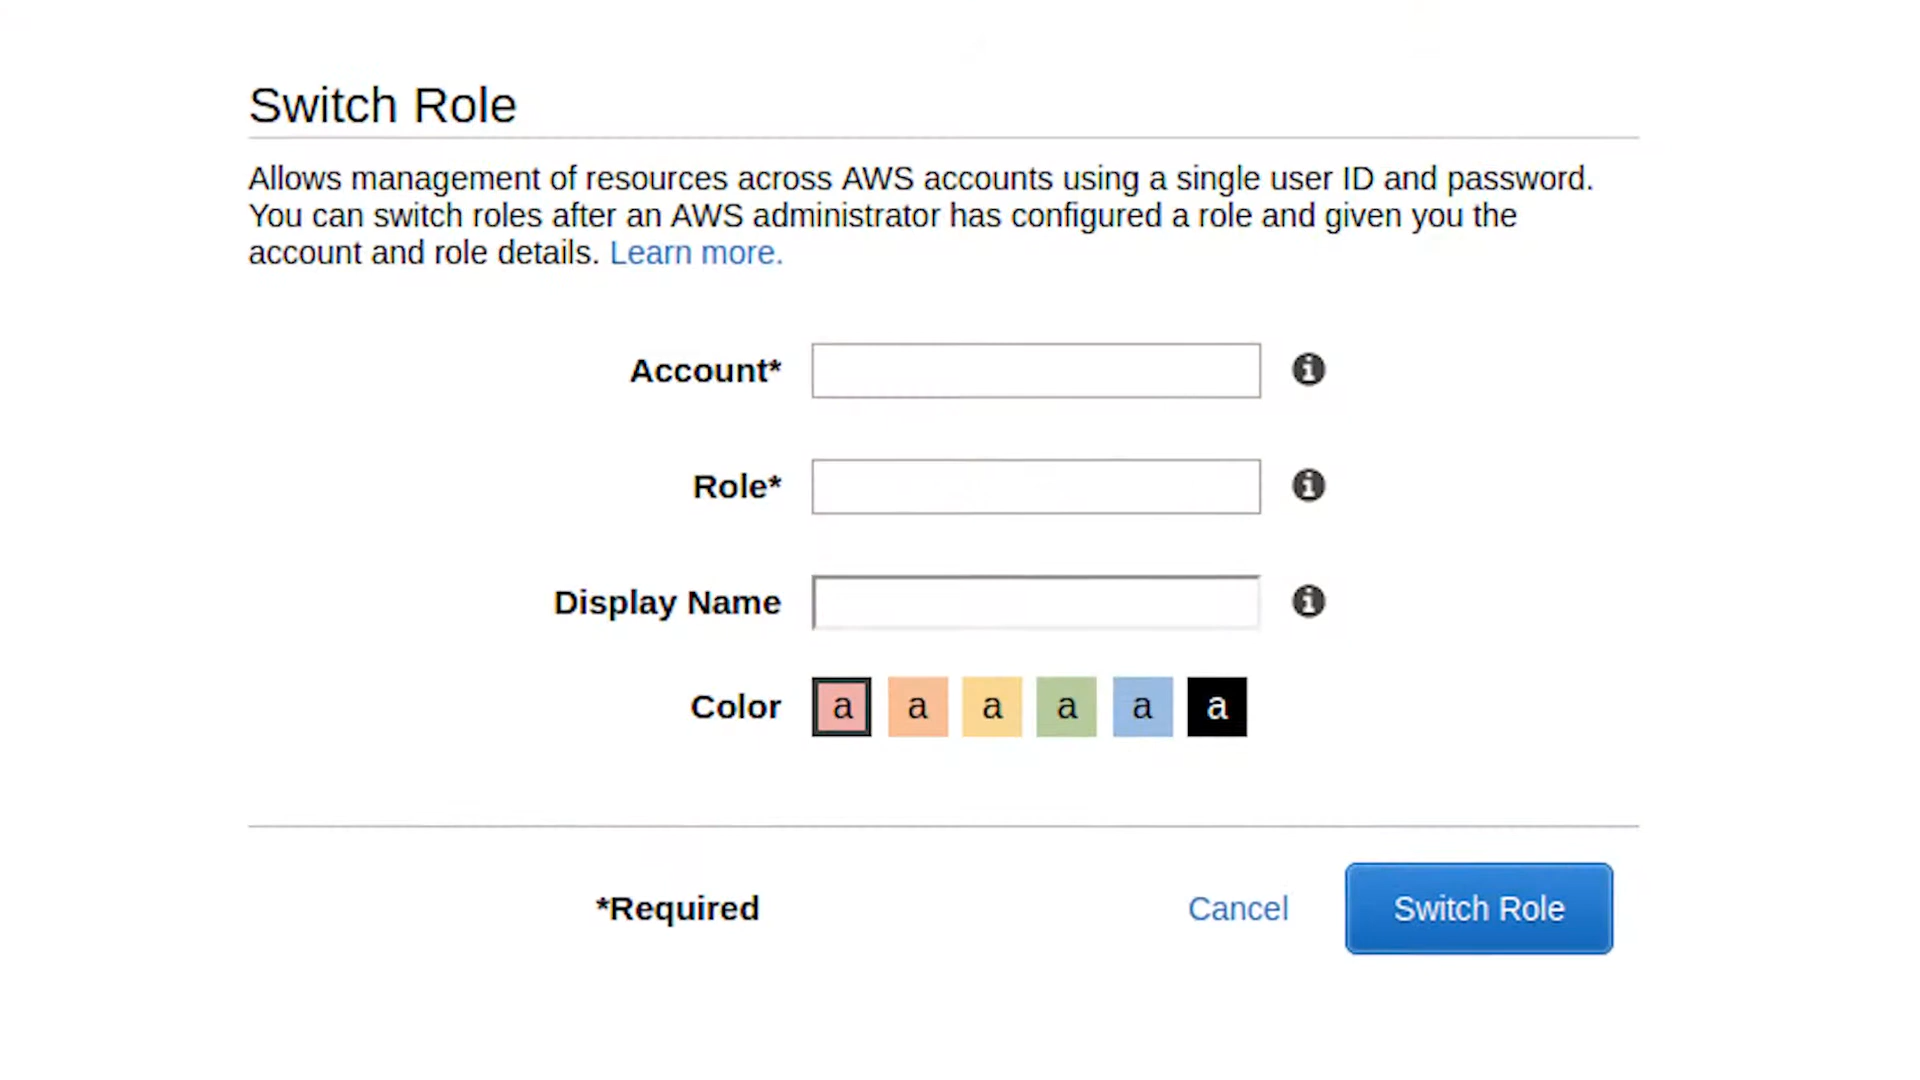 Switch Role
Allows management of resources across AWS accounts using a single user ID and password.
You can switch roles after an AWS administrator has configured a role and given you the
account and role details. Learn more.
Account*
Role*
Display Name
Color a a a a a a
*Required Cancel Switch Role